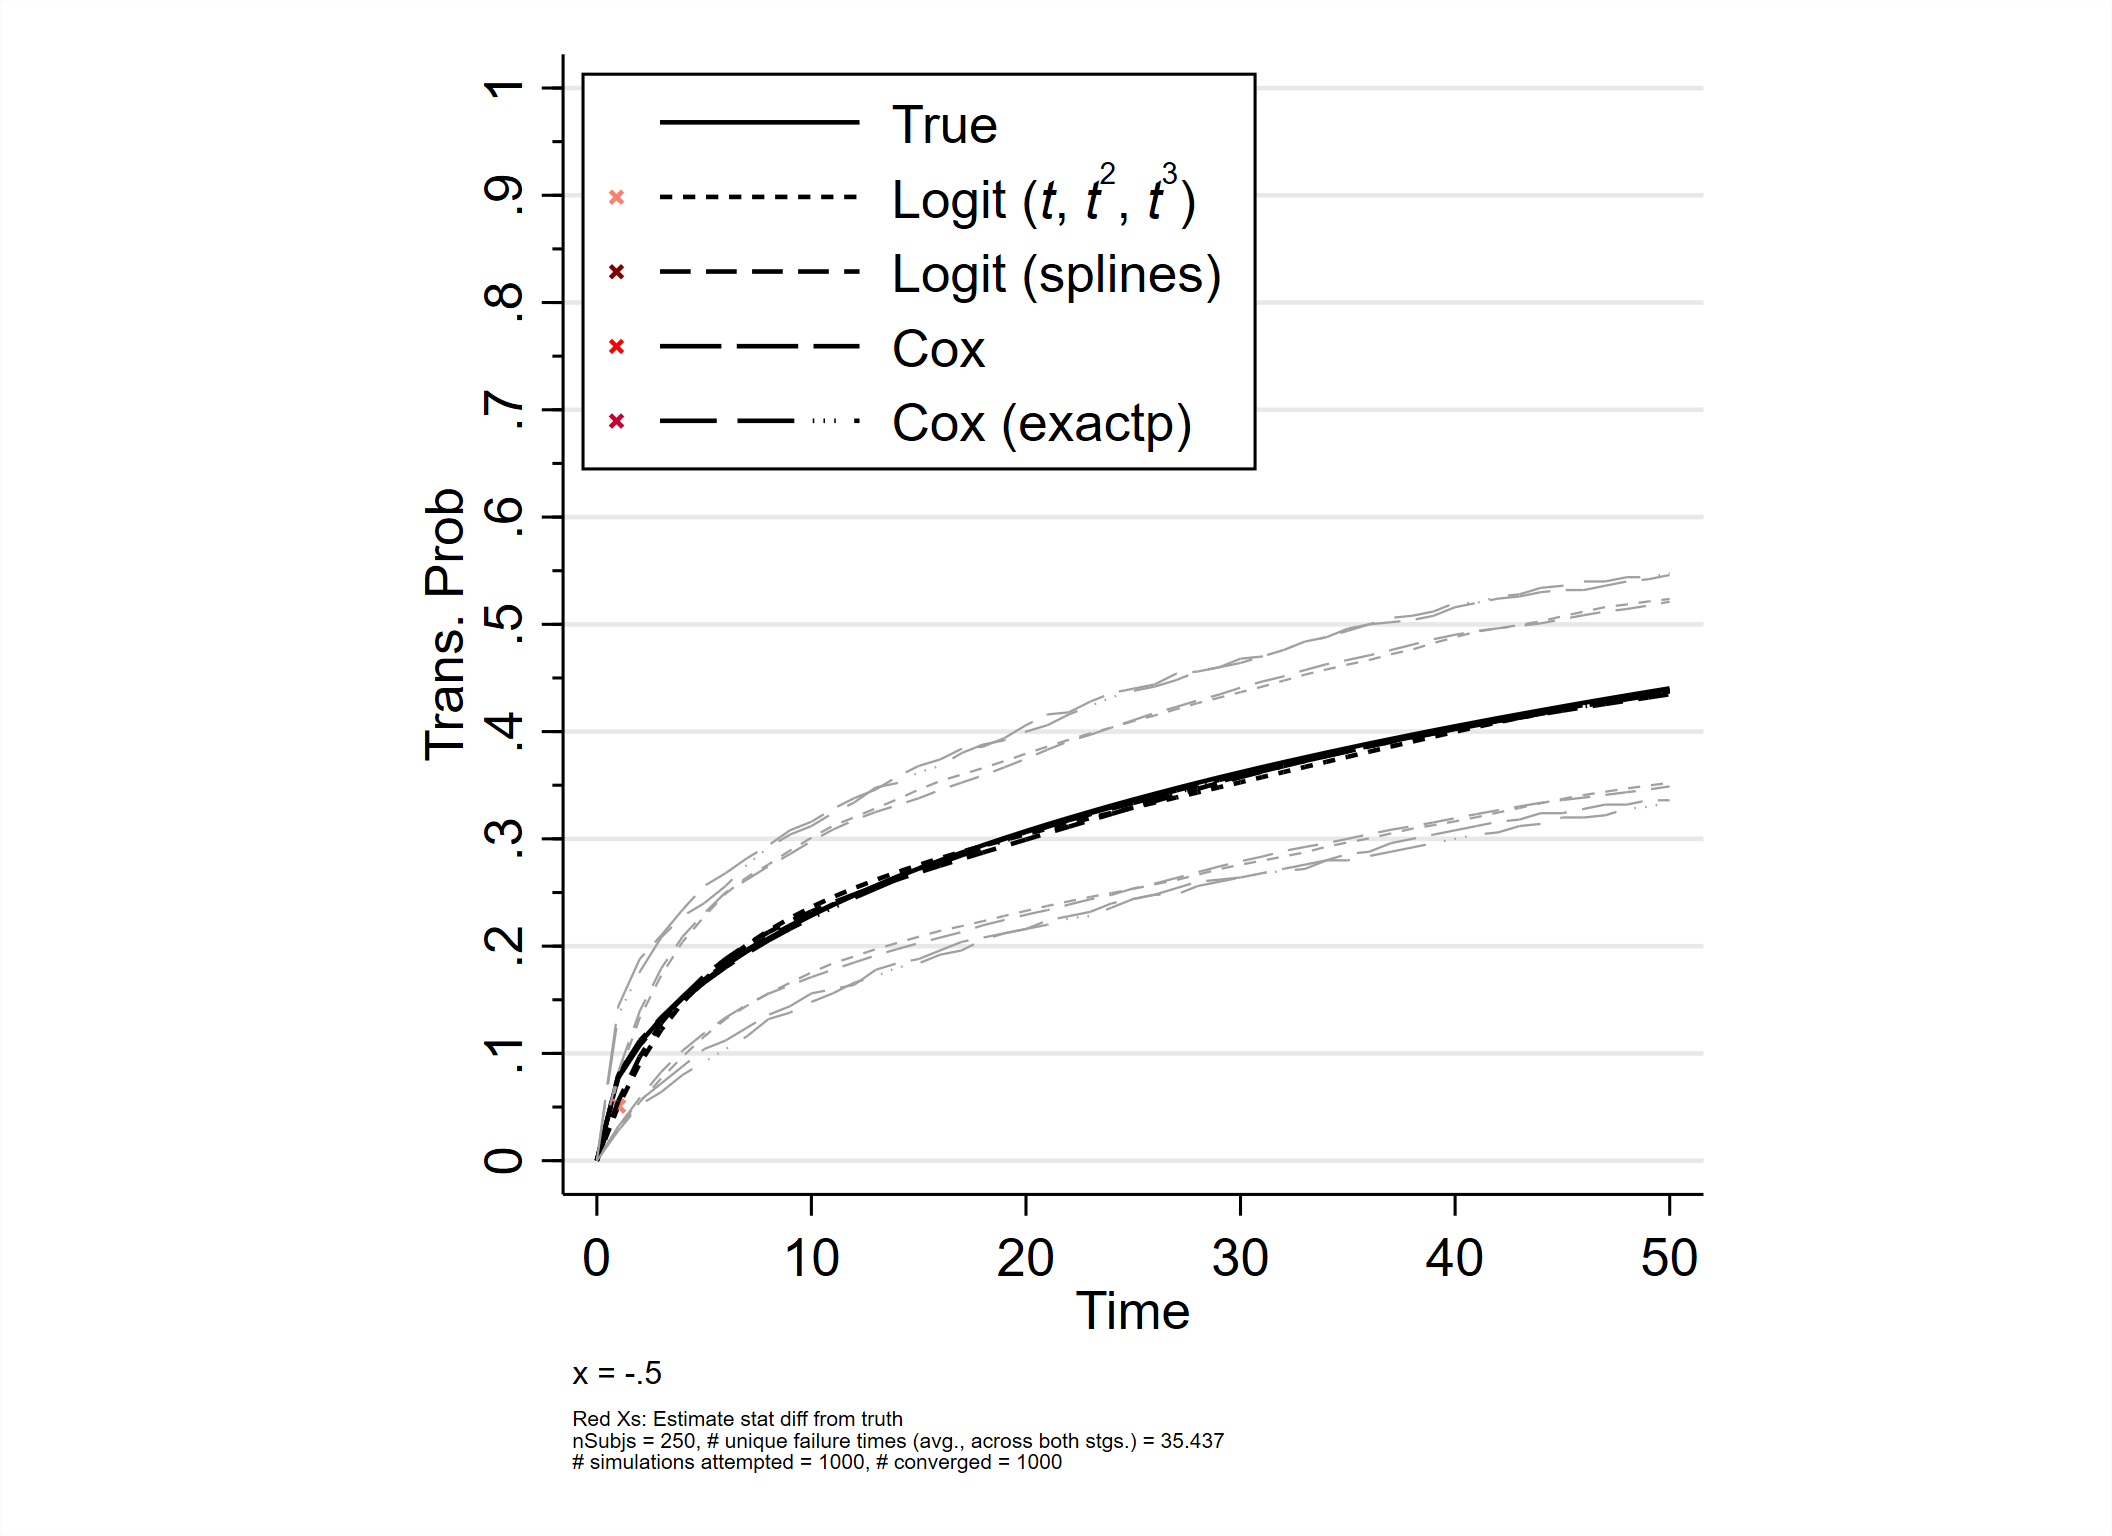 True
Logit (t, t², t³)
Logit (splines)
Cox
Cox (exactp)
1
.9
.8
.7
.6
.5
.4
.3
.2
.1
0
Trans. Prob
0 10 20 30 40 50
Time
x = -.5
Red Xs: Estimate stat diff from truth
nSubjs = 250, # unique failure times (avg., across both stgs.) = 35.437
# simulations attempted = 1000, # converged = 1000